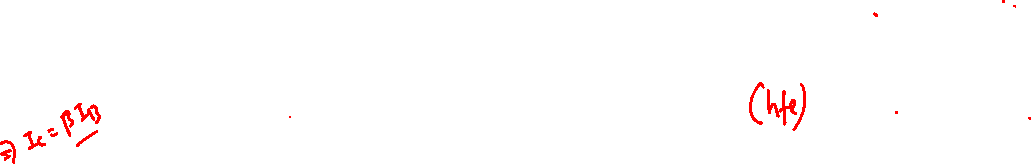 (hfe)
⇒ Ic = βIB